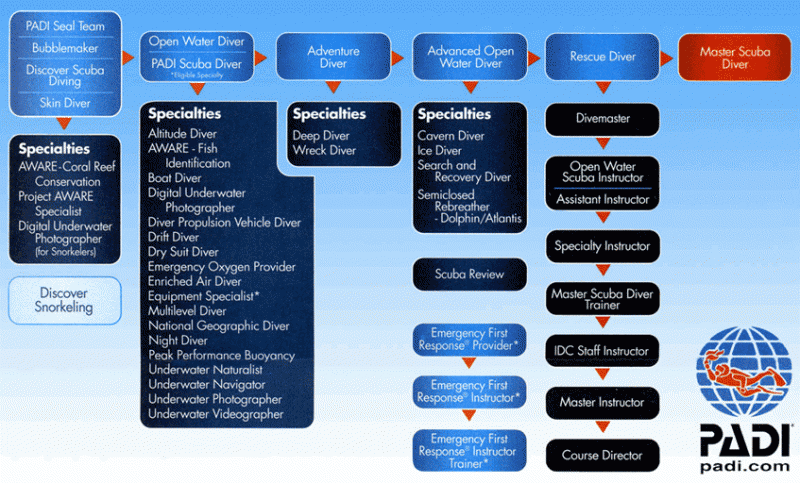 PADI Seal Team
Bubblemaker
Discover Scuba
Diving
Skin Diver
Specialties
AWARE-Coral Reef
Conservation
Project AWARE
Specialist
Digital Underwater
Photographer
(for Snorkelers)
Discover
Snorkeling
Open Water Diver
PADI Scuba Diver
*Eligible Specialty
Specialties
Altitude Diver
AWARE - Fish
Identification
Boat Diver
Digital Underwater
Photographer
Diver Propulsion Vehicle Diver
Drift Diver
Dry Suit Diver
Emergency Oxygen Provider
Enriched Air Diver
Equipment Specialist*
Multilevel Diver
National Geographic Diver
Night Diver
Peak Performance Buoyancy
Underwater Naturalist
Underwater Navigator
Underwater Photographer
Underwater Videographer
Adventure
Diver
Specialties
Deep Diver
Wreck Diver
Advanced Open
Water Diver
Specialties
Cavern Diver
Ice Diver
Search and
Recovery Diver
Semiclosed
Rebreather
- Dolphin/Atlantis
Scuba Review
Emergency First
Response® Provider*
Emergency First
Response® Instructor*
Emergency First
Response® Instructor
Trainer*
Rescue Diver
Divemaster
Open Water
Scuba Instructor
Assistant Instructor
Specialty Instructor
Master Scuba Diver
Trainer
IDC Staff Instructor
Master Instructor
Course Director
Master Scuba
Diver
PADI
padi.com